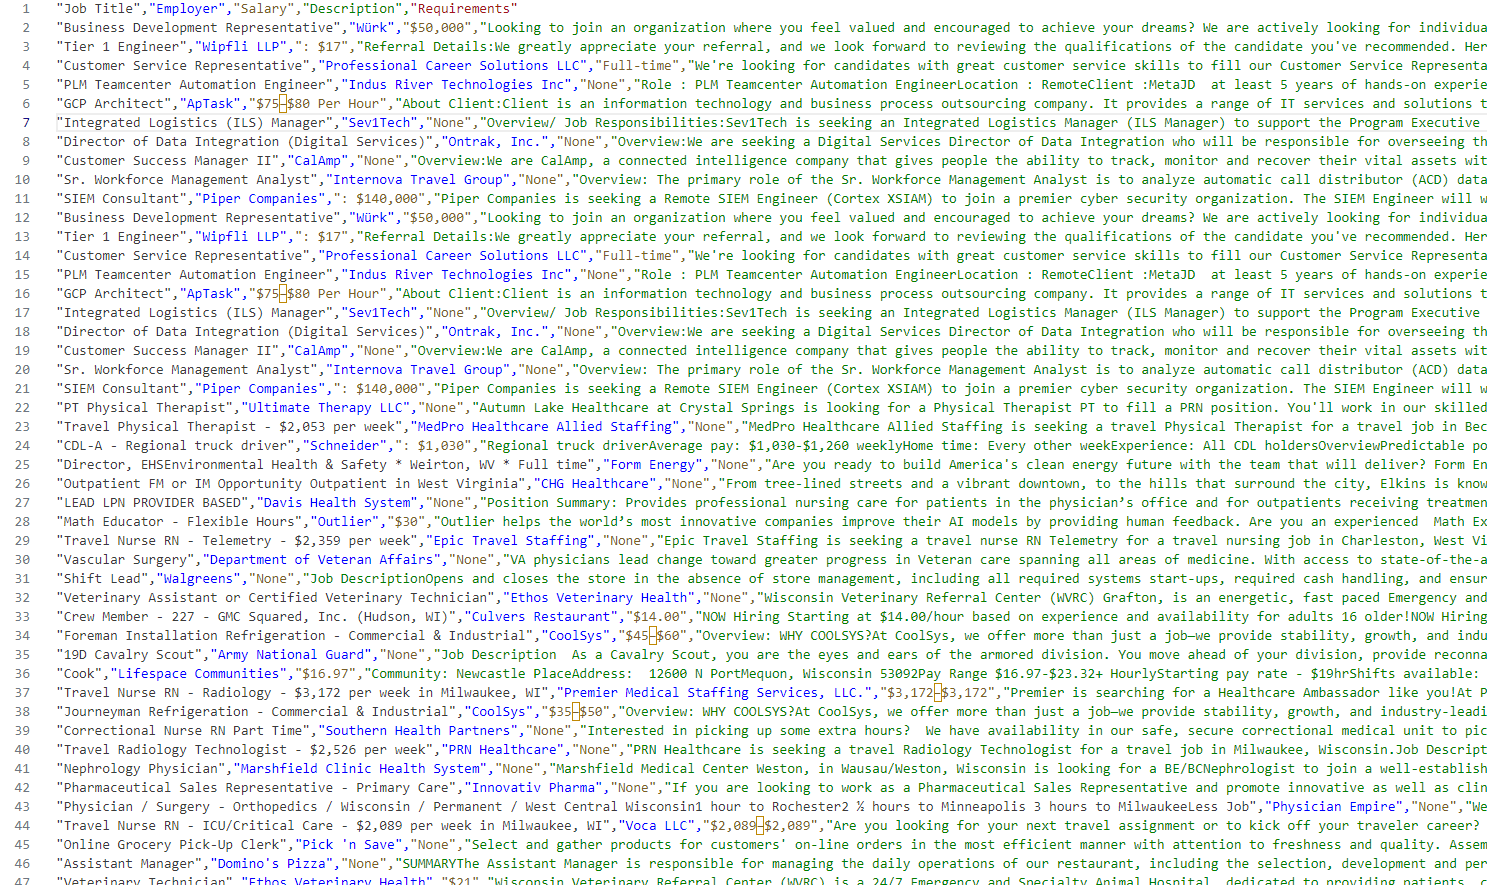 1 "Job Title","Employer","Salary","Description","Requirements"
2 "Business Development Representative","Würk","$50,000","Looking to join an organization where you feel valued and encouraged to achieve your dreams? We are actively looking for individua
3 "Tier 1 Engineer","Wipfli LLP",": $17","Referral Details:We greatly appreciate your referral, and we look forward to reviewing the qualifications of the candidate you've recommended. Her
4 "Customer Service Representative","Professional Career Solutions LLC","Full-time","We're looking for candidates with great customer service skills to fill our Customer Service Representa
5 "PLM Teamcenter Automation Engineer","Indus River Technologies Inc","None","Role : PLM Teamcenter Automation EngineerLocation : RemoteClient :MetaJD  at least 5 years of hands-on experie
6 "GCP Architect","ApTask","$75–$80 Per Hour","About Client:Client is an information technology and business process outsourcing company. It provides a range of IT services and solutions t
7 "Integrated Logistics (ILS) Manager","Sev1Tech","None","Overview/ Job Responsibilities:Sev1Tech is seeking an Integrated Logistics Manager (ILS Manager) to support the Program Executive
8 "Director of Data Integration (Digital Services)","Ontrak, Inc.","None","Overview:We are seeking a Digital Services Director of Data Integration who will be responsible for overseeing th
9 "Customer Success Manager II","CalAmp","None","Overview:We are CalAmp, a connected intelligence company that gives people the ability to track, monitor and recover their vital assets wit
10 "Sr. Workforce Management Analyst","Internova Travel Group","None","Overview: The primary role of the Sr. Workforce Management Analyst is to analyze automatic call distributor (ACD) data
11 "SIEM Consultant","Piper Companies",": $140,000","Piper Companies is seeking a Remote SIEM Engineer (Cortex XSIAM) to join a premier cyber security organization. The SIEM Engineer will w
12 "Business Development Representative","Würk","$50,000","Looking to join an organization where you feel valued and encouraged to achieve your dreams? We are actively looking for individua
13 "Tier 1 Engineer","Wipfli LLP",": $17","Referral Details:We greatly appreciate your referral, and we look forward to reviewing the qualifications of the candidate you've recommended. Her
14 "Customer Service Representative","Professional Career Solutions LLC","Full-time","We're looking for candidates with great customer service skills to fill our Customer Service Representa
15 "PLM Teamcenter Automation Engineer","Indus River Technologies Inc","None","Role : PLM Teamcenter Automation EngineerLocation : RemoteClient :MetaJD  at least 5 years of hands-on experie
16 "GCP Architect","ApTask","$75–$80 Per Hour","About Client:Client is an information technology and business process outsourcing company. It provides a range of IT services and solutions t
17 "Integrated Logistics (ILS) Manager","Sev1Tech","None","Overview/ Job Responsibilities:Sev1Tech is seeking an Integrated Logistics Manager (ILS Manager) to support the Program Executive
18 "Director of Data Integration (Digital Services)","Ontrak, Inc.","None","Overview:We are seeking a Digital Services Director of Data Integration who will be responsible for overseeing th
19 "Customer Success Manager II","CalAmp","None","Overview:We are CalAmp, a connected intelligence company that gives people the ability to track, monitor and recover their vital assets wit
20 "Sr. Workforce Management Analyst","Internova Travel Group","None","Overview: The primary role of the Sr. Workforce Management Analyst is to analyze automatic call distributor (ACD) data
21 "SIEM Consultant","Piper Companies",": $140,000","Piper Companies is seeking a Remote SIEM Engineer (Cortex XSIAM) to join a premier cyber security organization. The SIEM Engineer will w
22 "PT Physical Therapist","Ultimate Therapy LLC","None","Autumn Lake Healthcare at Crystal Springs is looking for a Physical Therapist PT to fill a PRN position. You'll work in our skilled
23 "Travel Physical Therapist - $2,053 per week","MedPro Healthcare Allied Staffing","None","MedPro Healthcare Allied Staffing is seeking a travel Physical Therapist for a travel job in Bec
24 "CDL-A - Regional truck driver","Schneider",": $1,030","Regional truck driverAverage pay: $1,030-$1,260 weeklyHome time: Every other weekExperience: All CDL holdersOverviewPredictable po
25 "Director, EHSEnvironmental Health & Safety * Weirton, WV * Full time","Form Energy","None","Are you ready to build America's clean energy future with the team that will deliver? Form En
26 "Outpatient FM or IM Opportunity Outpatient in West Virginia","CHG Healthcare","None","From tree-lined streets and a vibrant downtown, to the hills that surround the city, Elkins is know
27 "LEAD LPN PROVIDER BASED","Davis Health System","None","Position Summary: Provides professional nursing care for patients in the physician’s office and for outpatients receiving treatmen
28 "Math Educator - Flexible Hours","Outlier","$30","Outlier helps the world’s most innovative companies improve their AI models by providing human feedback. Are you an experienced  Math Ex
29 "Travel Nurse RN - Telemetry - $2,359 per week","Epic Travel Staffing","None","Epic Travel Staffing is seeking a travel nurse RN Telemetry for a travel nursing job in Charleston, West Vi
30 "Vascular Surgery","Department of Veteran Affairs","None","VA physicians lead change toward greater progress in Veteran care spanning all areas of medicine. With access to state-of-the-a
31 "Shift Lead","Walgreens","None","Job DescriptionOpens and closes the store in the absence of store management, including all required systems start-ups, required cash handling, and ensur
32 "Veterinary Assistant or Certified Veterinary Technician","Ethos Veterinary Health","None","Wisconsin Veterinary Referral Center (WVRC) Grafton, is an energetic, fast paced Emergency and
33 "Crew Member - 227 - GMC Squared, Inc. (Hudson, WI)","Culvers Restaurant","$14.00","NOW Hiring Starting at $14.00/hour based on experience and availability for adults 16 older!NOW Hiring
34 "Foreman Installation Refrigeration - Commercial & Industrial","CoolSys","$45–$60","Overview: WHY COOLSYS?At CoolSys, we offer more than just a job—we provide stability, growth, and indu
35 "19D Cavalry Scout","Army National Guard","None","Job Description  As a Cavalry Scout, you are the eyes and ears of the armored division. You move ahead of your division, provide reconna
36 "Cook","Lifespace Communities","$16.97","Community: Newcastle PlaceAddress:  12600 N PortMequon, Wisconsin 53092Pay Range $16.97-$23.32+ HourlyStarting pay rate - $19hrShifts available:
37 "Travel Nurse RN - Radiology - $3,172 per week in Milwaukee, WI","Premier Medical Staffing Services, LLC.","$3,172–$3,172","Premier is searching for a Healthcare Ambassador like you!At P
38 "Journeyman Refrigeration - Commercial & Industrial","CoolSys","$35–$50","Overview: WHY COOLSYS?At CoolSys, we offer more than just a job—we provide stability, growth, and industry-leadi
39 "Correctional Nurse RN Part Time","Southern Health Partners","None","Interested in picking up some extra hours?  We have availability in our safe, secure correctional medical unit to pic
40 "Travel Radiology Technologist - $2,526 per week","PRN Healthcare","None","PRN Healthcare is seeking a travel Radiology Technologist for a travel job in Milwaukee, Wisconsin.Job Descript
41 "Nephrology Physician","Marshfield Clinic Health System","None","Marshfield Medical Center Weston, in Wausau/Weston, Wisconsin is looking for a BE/BCNephrologist to join a well-establish
42 "Pharmaceutical Sales Representative - Primary Care","Innovativ Pharma","None","If you are looking to work as a Pharmaceutical Sales Representative and promote innovative as well as clin
43 "Physician / Surgery - Orthopedics / Wisconsin / Permanent / West Central Wisconsin1 hour to Rochester2 ½ hours to Minneapolis 3 hours to MilwaukeeLess Job","Physician Empire","None","We
44 "Travel Nurse RN - ICU/Critical Care - $2,089 per week in Milwaukee, WI","Voca LLC","$2,089–$2,089","Are you looking for your next travel assignment or to kick off your traveler career?
45 "Online Grocery Pick-Up Clerk","Pick 'n Save","None","Select and gather products for customers' on-line orders in the most efficient manner with attention to freshness and quality. Assem
46 "Assistant Manager","Domino's Pizza","None","SUMMARYThe Assistant Manager is responsible for managing the daily operations of our restaurant, including the selection, development and per
47 "Veterinary Technician","Ethos Veterinary Health","$21","Wisconsin Veterinary Referral Center (WVRC) is a 24/7 Emergency and Specialty Animal Hospital, dedicated to providing patients, c